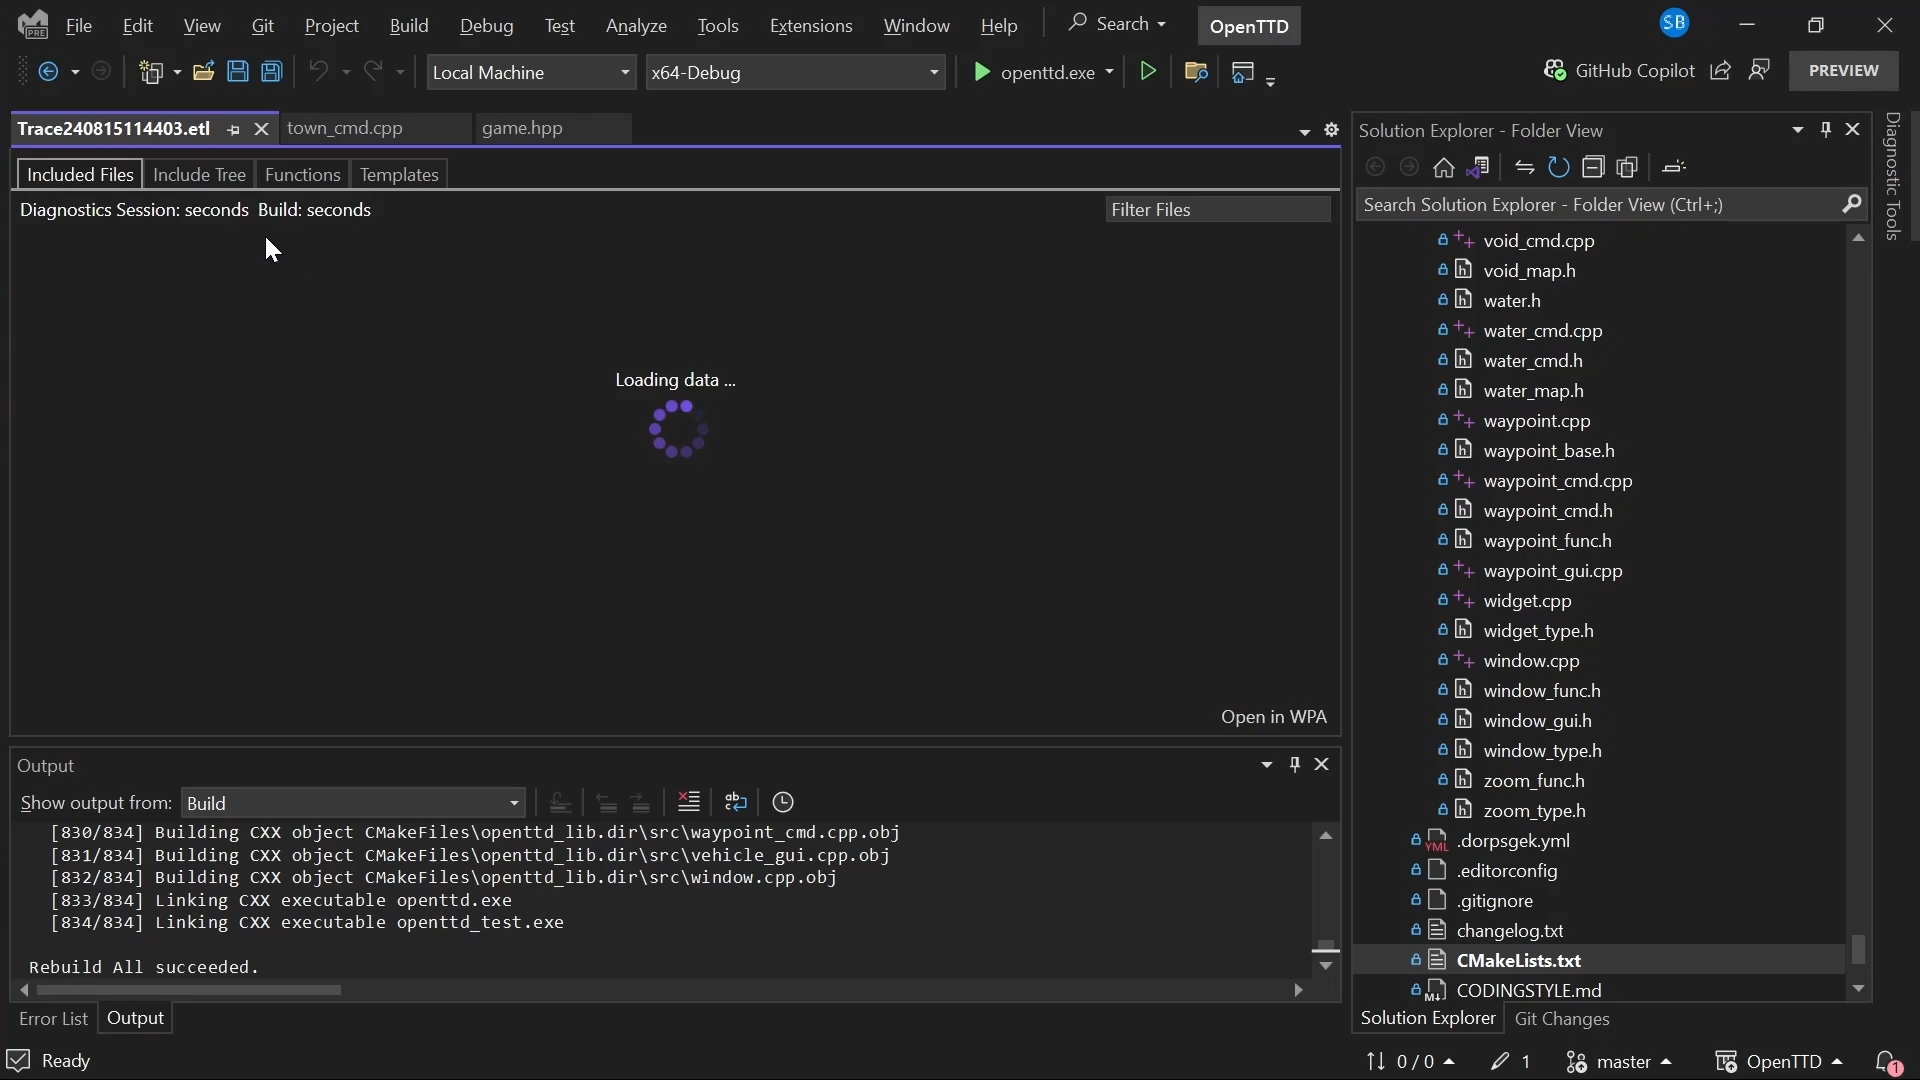 File Edit View Git Project Build Debug Test Analyze Tools Extensions Window Help Search OpenTTD SB
PRE
Local Machine x64-Debug openttd.exe GitHub Copilot PREVIEW
Trace240815114403.etl town_cmd.cpp game.hpp
Included Files Include Tree Functions Templates
Diagnostics Session: seconds Build: seconds Filter Files
Loading data ...
Open in WPA
Output
Show output from: Build
[830/834] Building CXX object CMakeFiles\openttd_lib.dir\src\waypoint_cmd.cpp.obj
[831/834] Building CXX object CMakeFiles\openttd_lib.dir\src\vehicle_gui.cpp.obj
[832/834] Building CXX object CMakeFiles\openttd_lib.dir\src\window.cpp.obj
[833/834] Linking CXX executable openttd.exe
[834/834] Linking CXX executable openttd_test.exe
Rebuild All succeeded.
Error List Output
Solution Explorer - Folder View
Search Solution Explorer - Folder View (Ctrl+;)
void_cmd.cpp
void_map.h
water.h
water_cmd.cpp
water_cmd.h
water_map.h
waypoint.cpp
waypoint_base.h
waypoint_cmd.cpp
waypoint_cmd.h
waypoint_func.h
waypoint_gui.cpp
widget.cpp
widget_type.h
window.cpp
window_func.h
window_gui.h
window_type.h
zoom_func.h
zoom_type.h
YML .dorpsgek.yml
.editorconfig
.gitignore
changelog.txt
CMakeLists.txt
M↓ CODINGSTYLE.md
Solution Explorer Git Changes
Diagnostic Tools
Ready 0 / 0 1 master OpenTTD 1